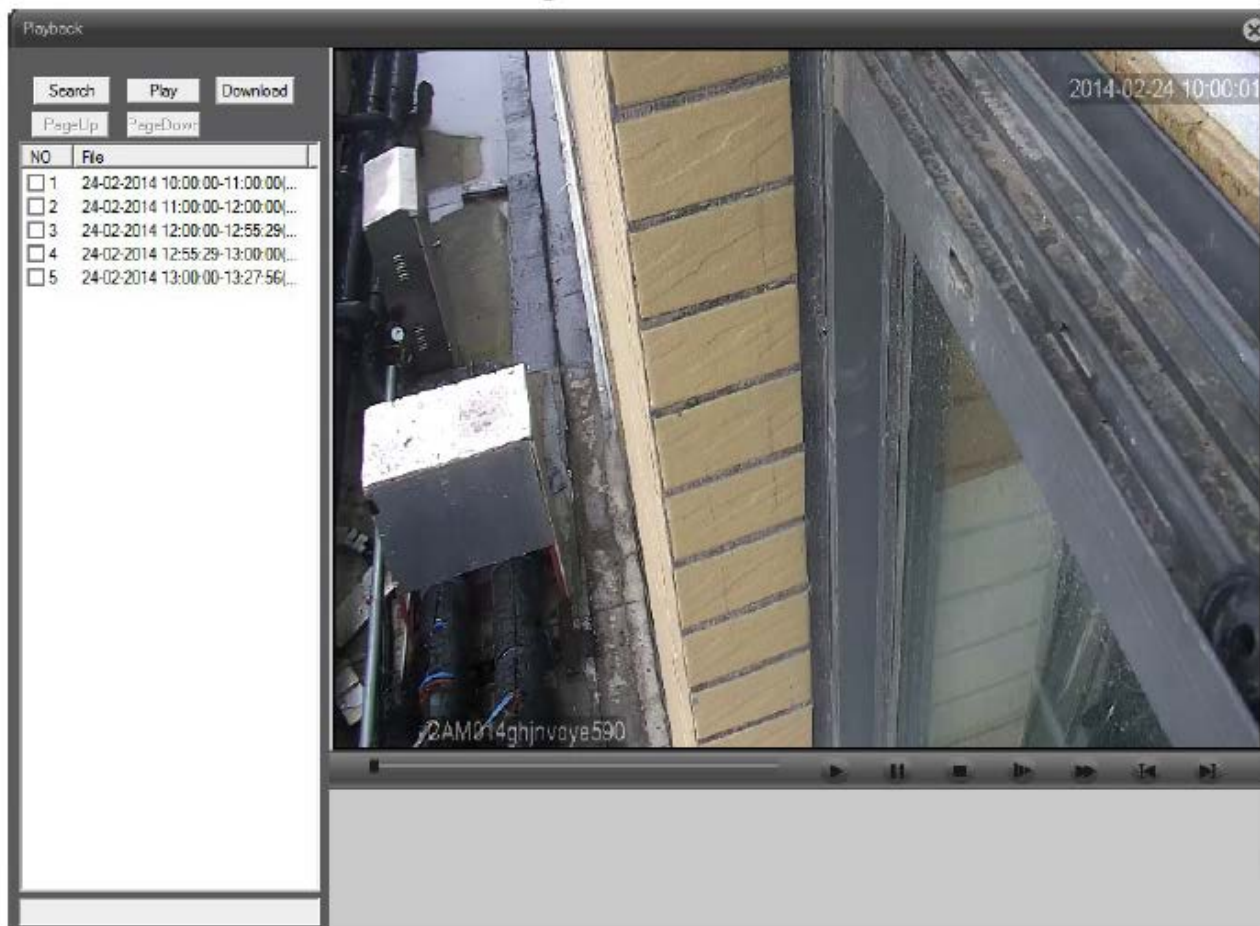 Playback
Search Play Download
PageUp PageDown
NO File
1 24-02-2014 10:00:00-11:00:00(...
2 24-02-2014 11:00:00-12:00:00(...
3 24-02-2014 12:00:00-12:55:29(...
4 24-02-2014 12:55:29-13:00:00(...
5 24-02-2014 13:00:00-13:27:56(...
2014-02-24 10:00:01
CAM014ghjnvoye590